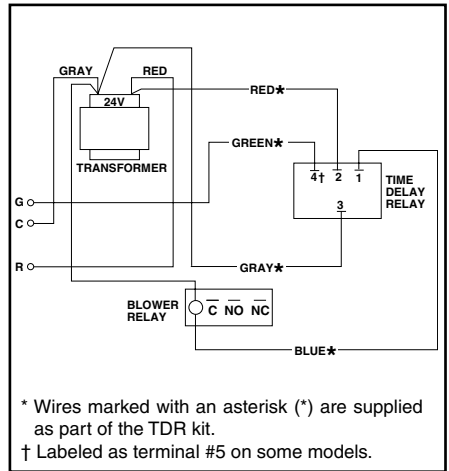 GRAY RED
24V
RED*
TRANSFORMER
GREEN*
4† 2 1
3
TIME
DELAY
RELAY
G
C
R
GRAY*
BLOWER
RELAY
C NO NC
BLUE*
* Wires marked with an asterisk (*) are supplied
as part of the TDR kit.
† Labeled as terminal #5 on some models.